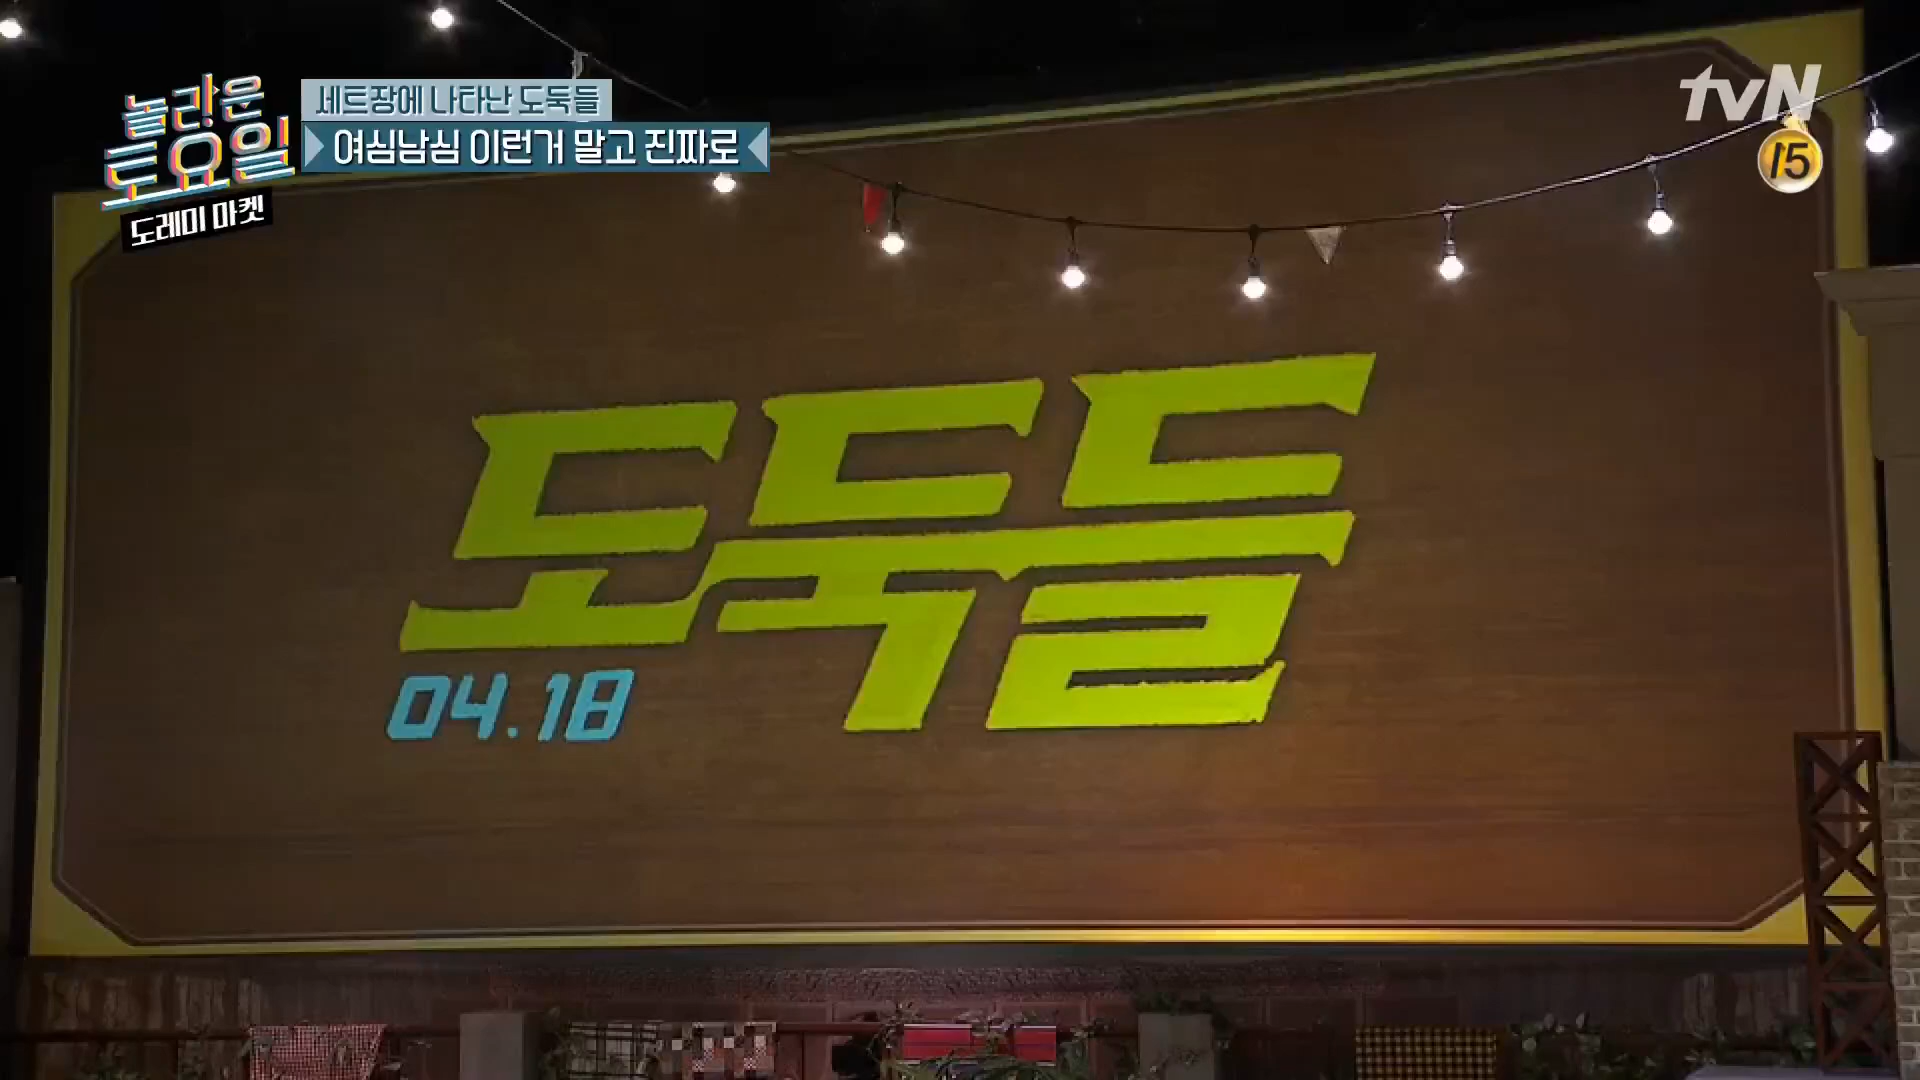 놀라운
토요일
도레미 마켓
세트장에 나타난 도둑들
여심남심 이런거 말고 진짜로
tvN
15
도둑들
04.18